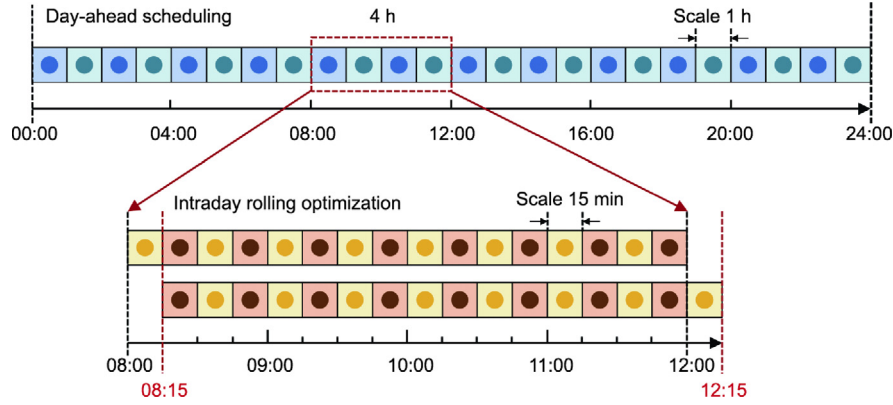 Day-ahead scheduling
4 h
Scale 1 h
00:00
04:00
08:00
12:00
16:00
20:00
24:00
Intraday rolling optimization
Scale 15 min
08:00
09:00
10:00
11:00
12:00
08:15
12:15